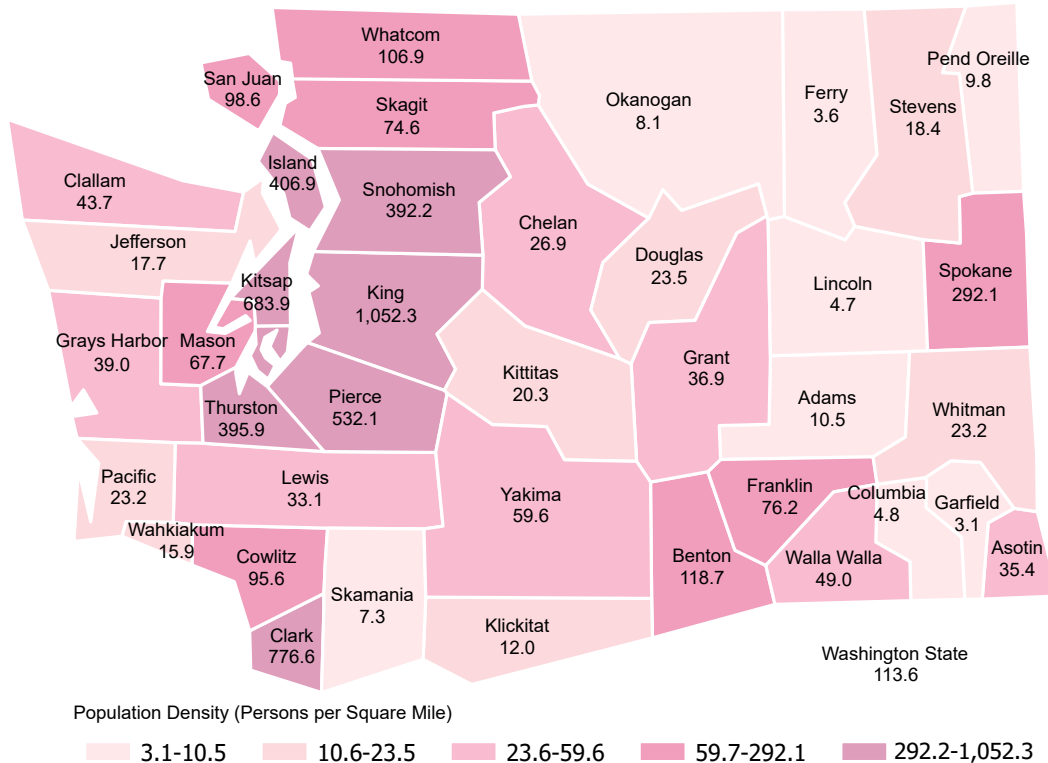 Whatcom
106.9
San Juan
98.6
Skagit
74.6
Okanogan
8.1
Ferry
3.6
Stevens
18.4
Pend Oreille
9.8
Island
406.9
Snohomish
392.2
Clallam
43.7
Chelan
26.9
Jefferson
17.7
Douglas
23.5
Kitsap
683.9
King
1,052.3
Lincoln
4.7
Spokane
292.1
Grays Harbor
39.0
Mason
67.7
Grant
36.9
Kittitas
20.3
Thurston
395.9
Pierce
532.1
Adams
10.5
Whitman
23.2
Pacific
23.2
Lewis
33.1
Yakima
59.6
Franklin
76.2
Columbia
4.8
Garfield
3.1
Wahkiakum
15.9
Cowlitz
95.6
Benton
118.7
Walla Walla
49.0
Asotin
35.4
Skamania
7.3
Clark
776.6
Klickitat
12.0
Washington State
113.6
Population Density (Persons per Square Mile)
3.1-10.5 10.6-23.5 23.6-59.6 59.7-292.1 292.2-1,052.3